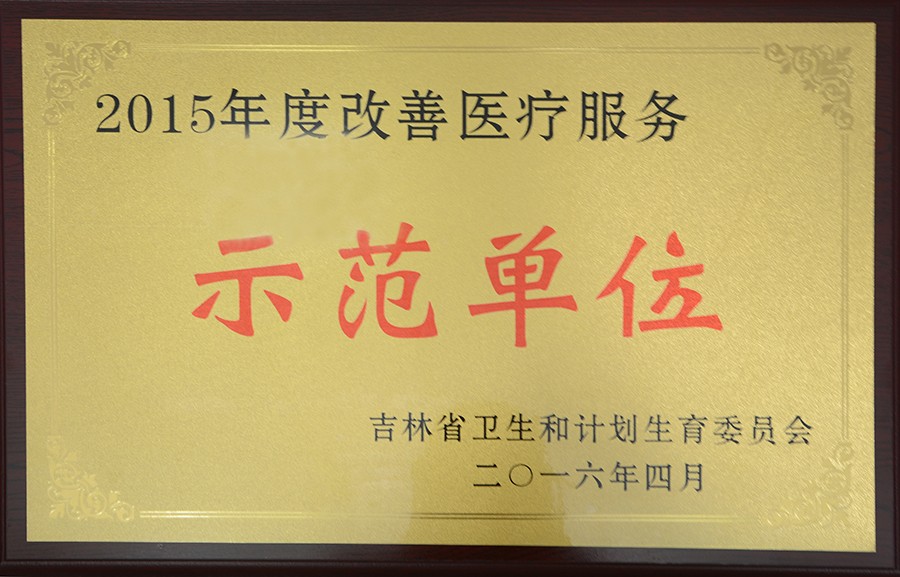 2015年度改善医疗服务
示范单位
吉林省卫生和计划生育委员会
二〇一六年四月